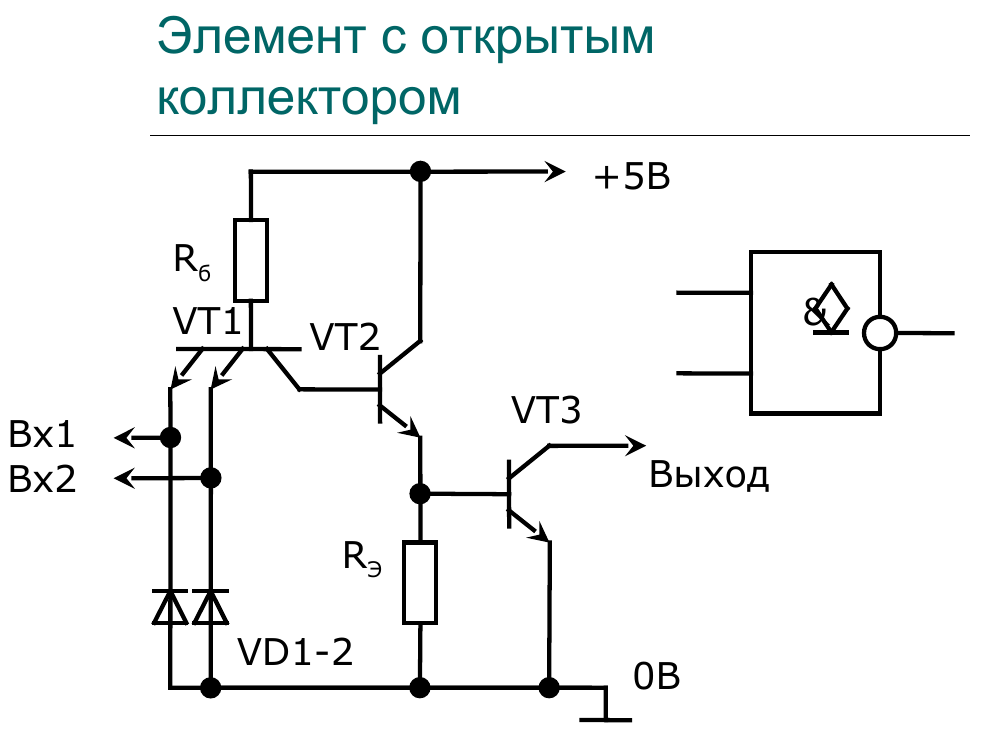 Элемент с открытым
коллектором
+5В
Rб
VT1
VT2
&
VT3
Вх1
Вх2
Выход
RЭ
VD1-2
0В